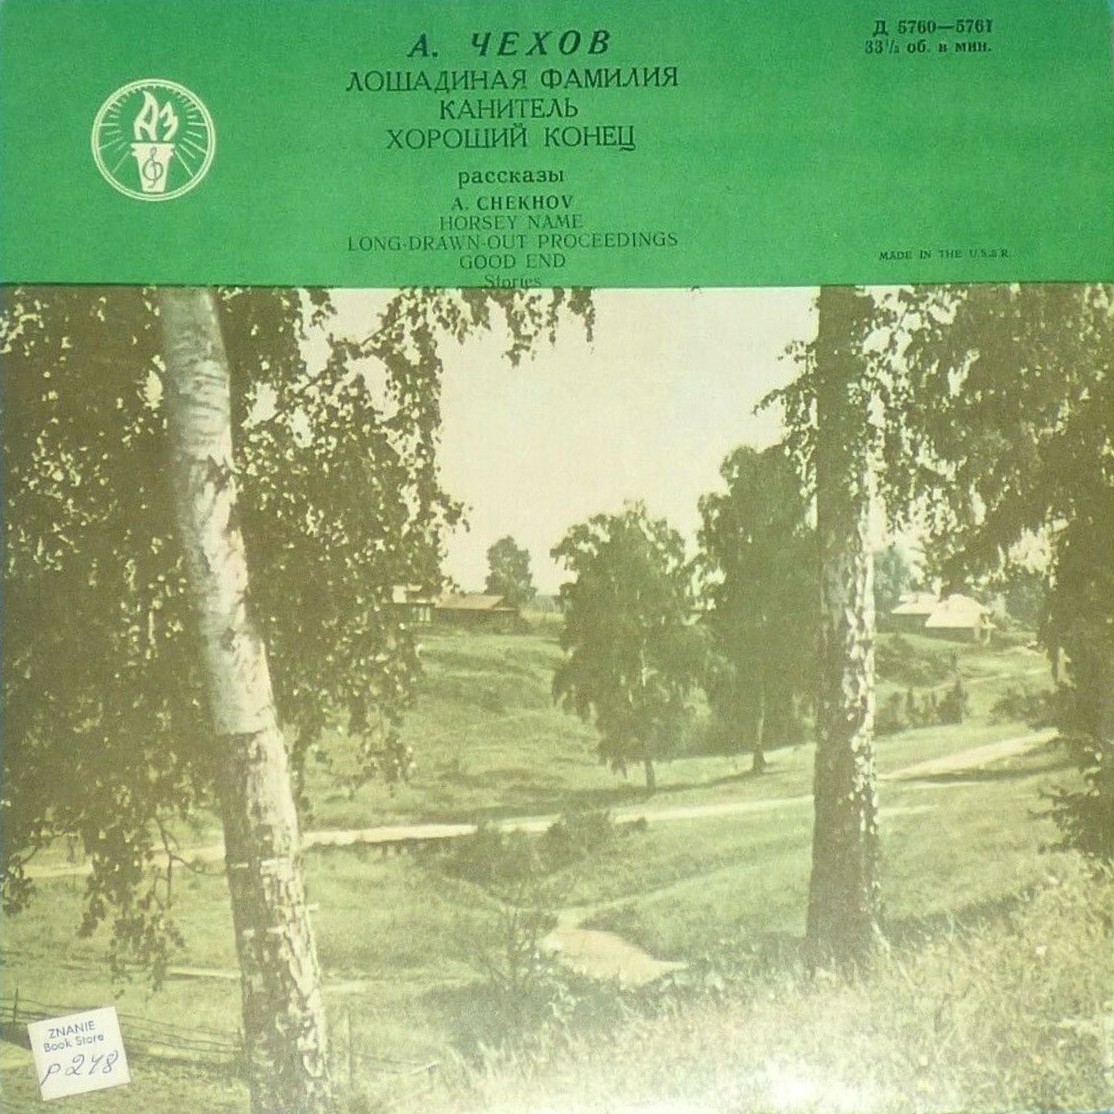 А. ЧЕХОВ
ЛОШАДИНАЯ ФАМИЛИЯ
КАНИТЕЛЬ
ХОРОШИЙ КОНЕЦ
рассказы
A. CHEKHOV
HORSEY NAME
LONG-DRAWN-OUT PROCEEDINGS
GOOD END
Stories
Д 5760—5761
33⅓ об. в мин.
MADE IN THE U.S.S.R.
АЗ
ZNANIE
Book Store
p 248